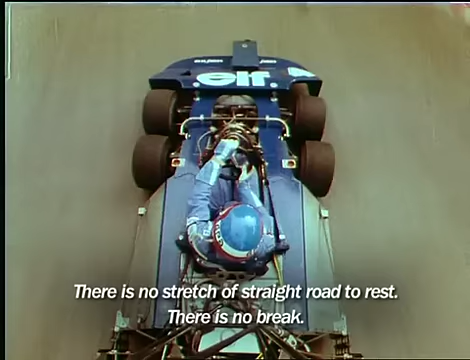 elf
There is no stretch of straight road to rest.
There is no break.